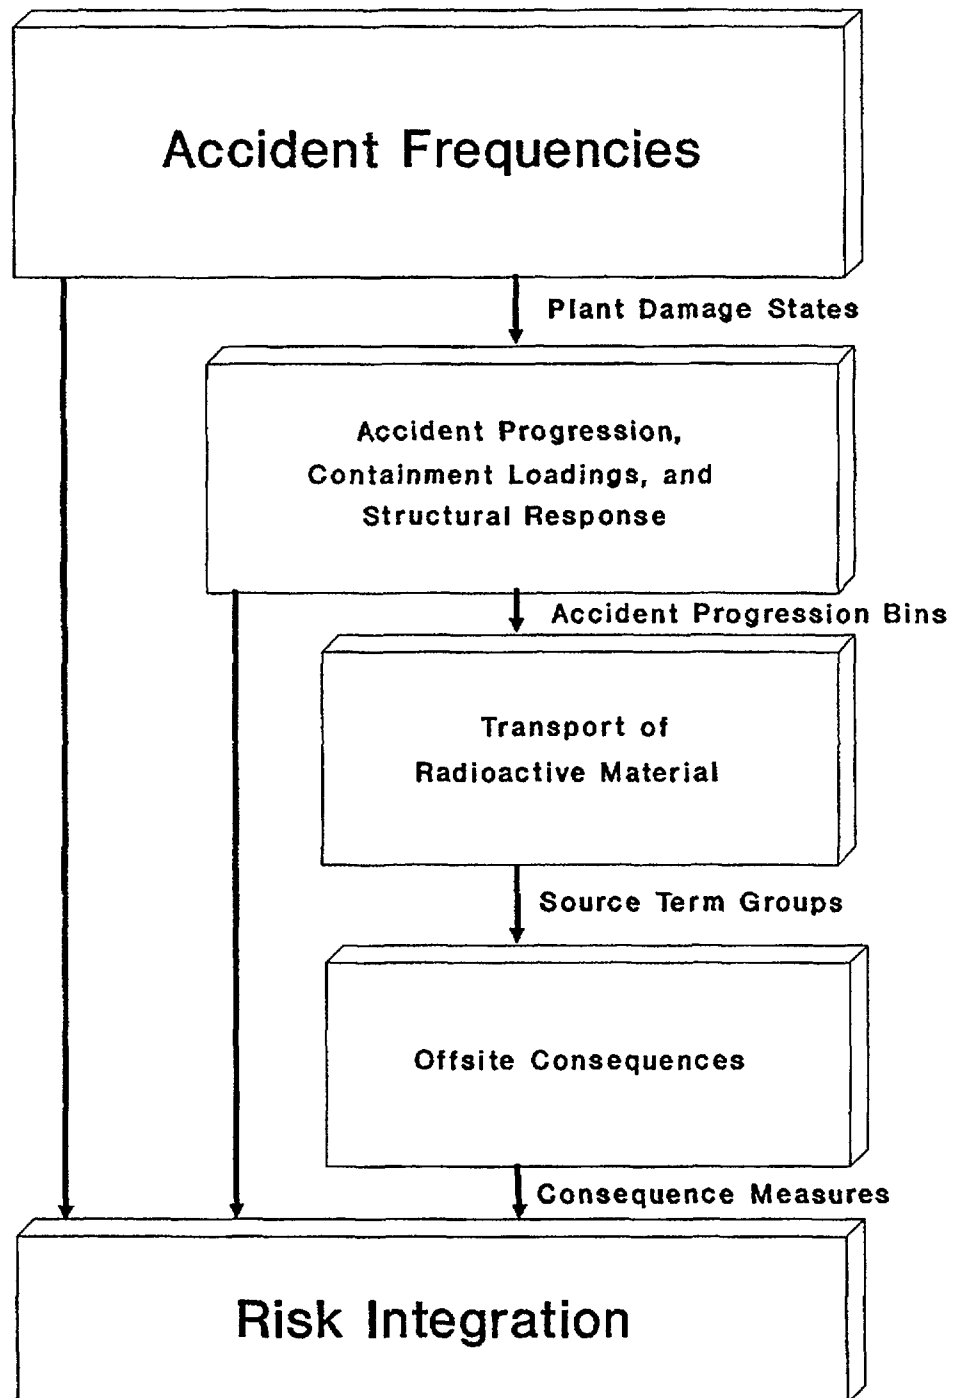 Accident Frequencies
Plant Damage States
Accident Progression,
Containment Loadings, and
Structural Response
Accident Progression Bins
Transport of
Radioactive Material
Source Term Groups
Offsite Consequences
Consequence Measures
Risk Integration